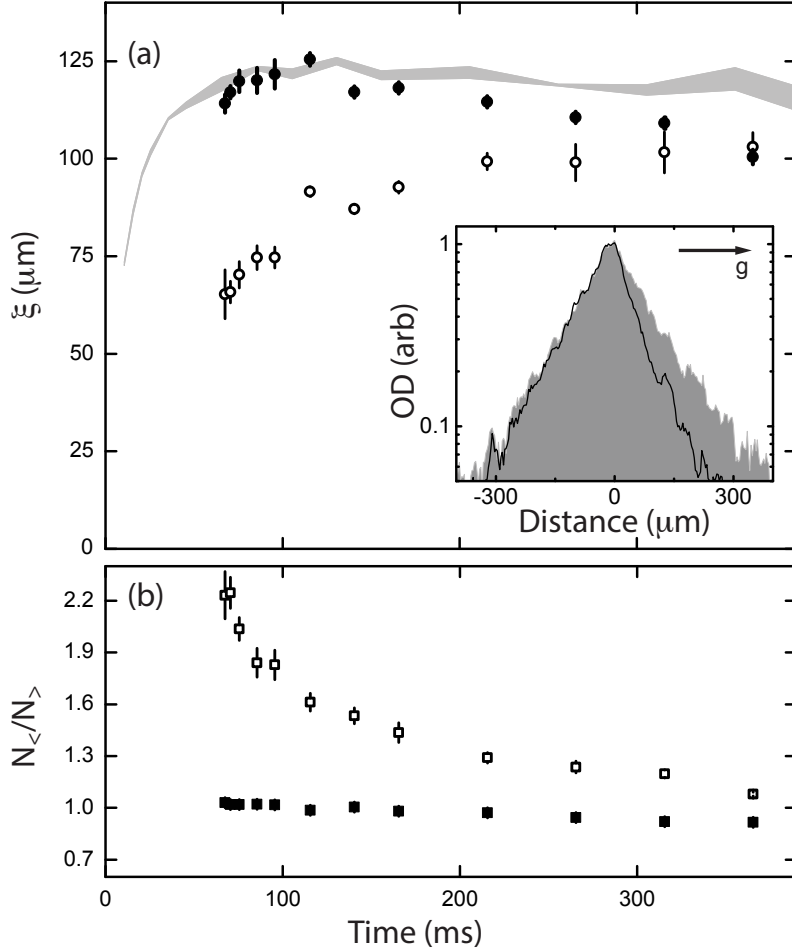 (a)
125
100
75
50
25
0
ξ (μm)
1
0.1
OD (arb)
g
-300
0
300
Distance (μm)
(b)
2.2
1.9
1.6
1.3
1.0
0.7
N</N>
0
100
200
300
Time (ms)